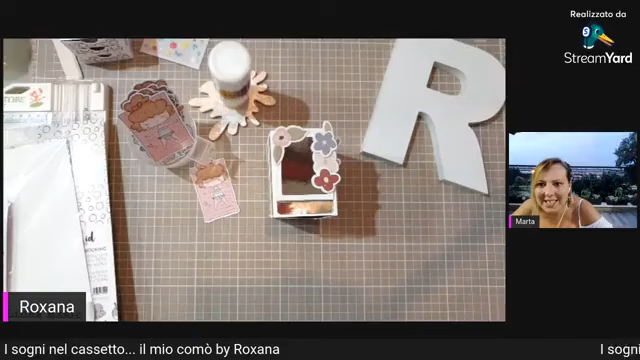 Realizzato da
StreamYard
R
Marta
Roxana
I sogni nel cassetto... il mio comò by Roxana
I sogni